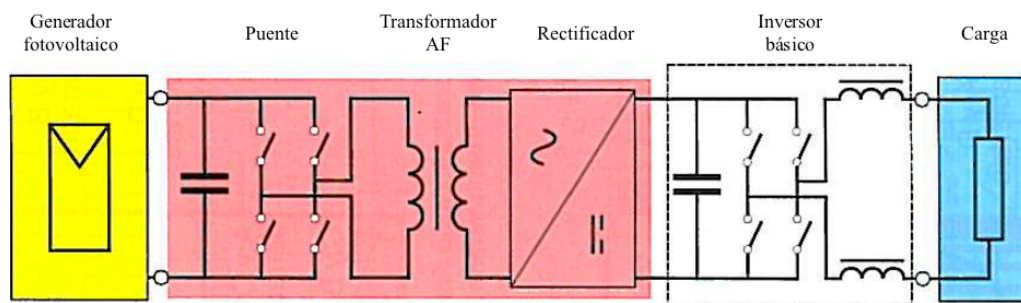 Generador
fotovoltaico
Puente
Transformador
AF
Rectificador
Inversor
básico
Carga